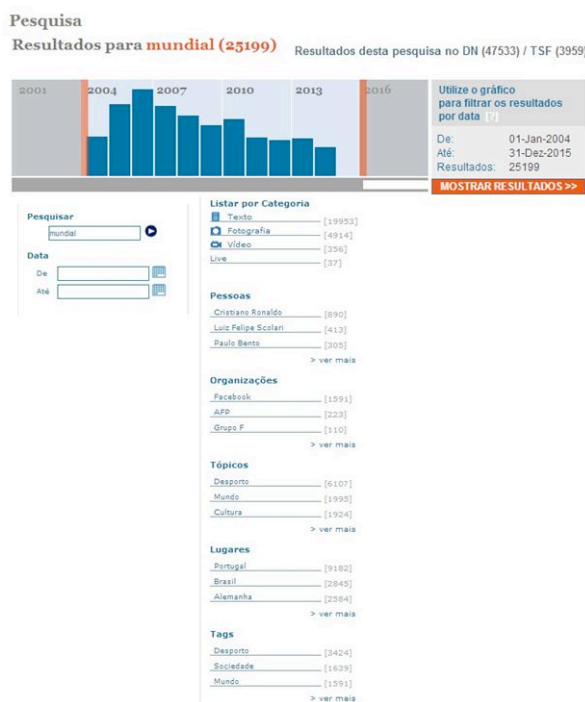 Pesquisa
Resultados para mundial (25199)
Resultados desta pesquisa no DN (47533) / TSF (3959)
2001 2004 2007 2010 2013 2016
Utilize o gráfico
para filtrar os resultados
por data [?]
De: 01-Jan-2004
Até: 31-Dez-2015
Resultados: 25199
MOSTRAR RESULTADOS >>
Pesquisar
mundial
Data
De
Até
Listar por Categoria
Texto [19953]
Fotografia [4914]
Vídeo [356]
Live [37]
Pessoas
Cristiano Ronaldo [890]
Luiz Felipe Scolari [413]
Paulo Bento [305]
> ver mais
Organizações
Facebook [1591]
AFP [223]
Grupo F [110]
> ver mais
Tópicos
Desporto [6107]
Mundo [1995]
Cultura [1924]
> ver mais
Lugares
Portugal [9182]
Brasil [2845]
Alemanha [2584]
> ver mais
Tags
Desporto [3424]
Sociedade [1639]
Mundo [1591]
> ver mais